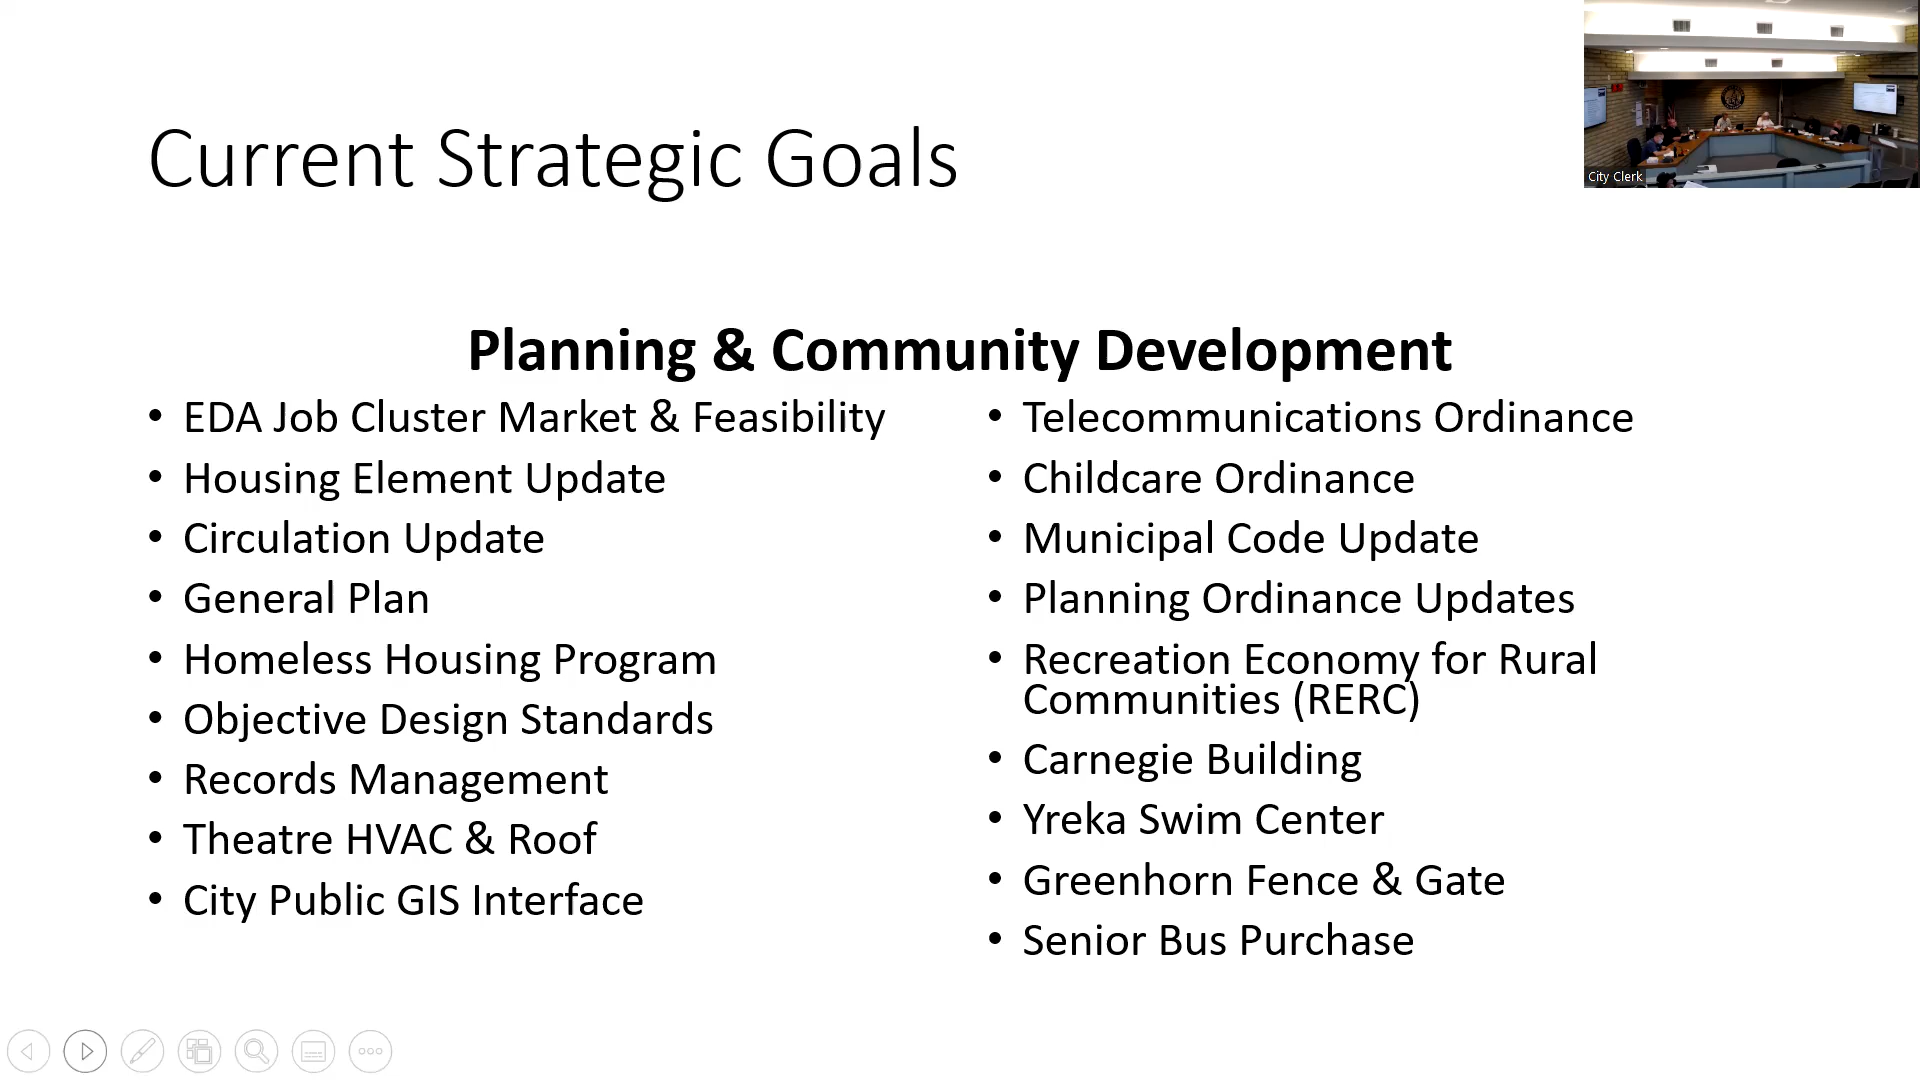 City Clerk
Current Strategic Goals
Planning & Community Development
• EDA Job Cluster Market & Feasibility
• Housing Element Update
• Circulation Update
• General Plan
• Homeless Housing Program
• Objective Design Standards
• Records Management
• Theatre HVAC & Roof
• City Public GIS Interface
• Telecommunications Ordinance
• Childcare Ordinance
• Municipal Code Update
• Planning Ordinance Updates
• Recreation Economy for Rural
Communities (RERC)
• Carnegie Building
• Yreka Swim Center
• Greenhorn Fence & Gate
• Senior Bus Purchase